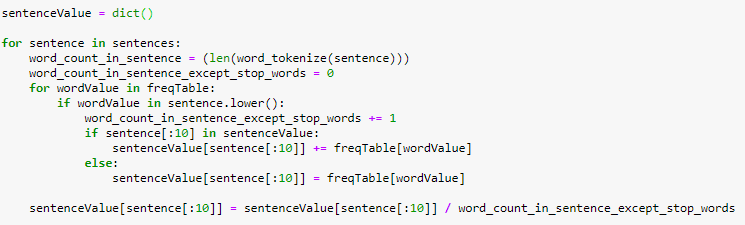 sentenceValue = dict()

for sentence in sentences:
    word_count_in_sentence = (len(word_tokenize(sentence)))
    word_count_in_sentence_except_stop_words = 0
    for wordValue in freqTable:
        if wordValue in sentence.lower():
            word_count_in_sentence_except_stop_words += 1
            if sentence[:10] in sentenceValue:
                sentenceValue[sentence[:10]] += freqTable[wordValue]
            else:
                sentenceValue[sentence[:10]] = freqTable[wordValue]

    sentenceValue[sentence[:10]] = sentenceValue[sentence[:10]] / word_count_in_sentence_except_stop_words